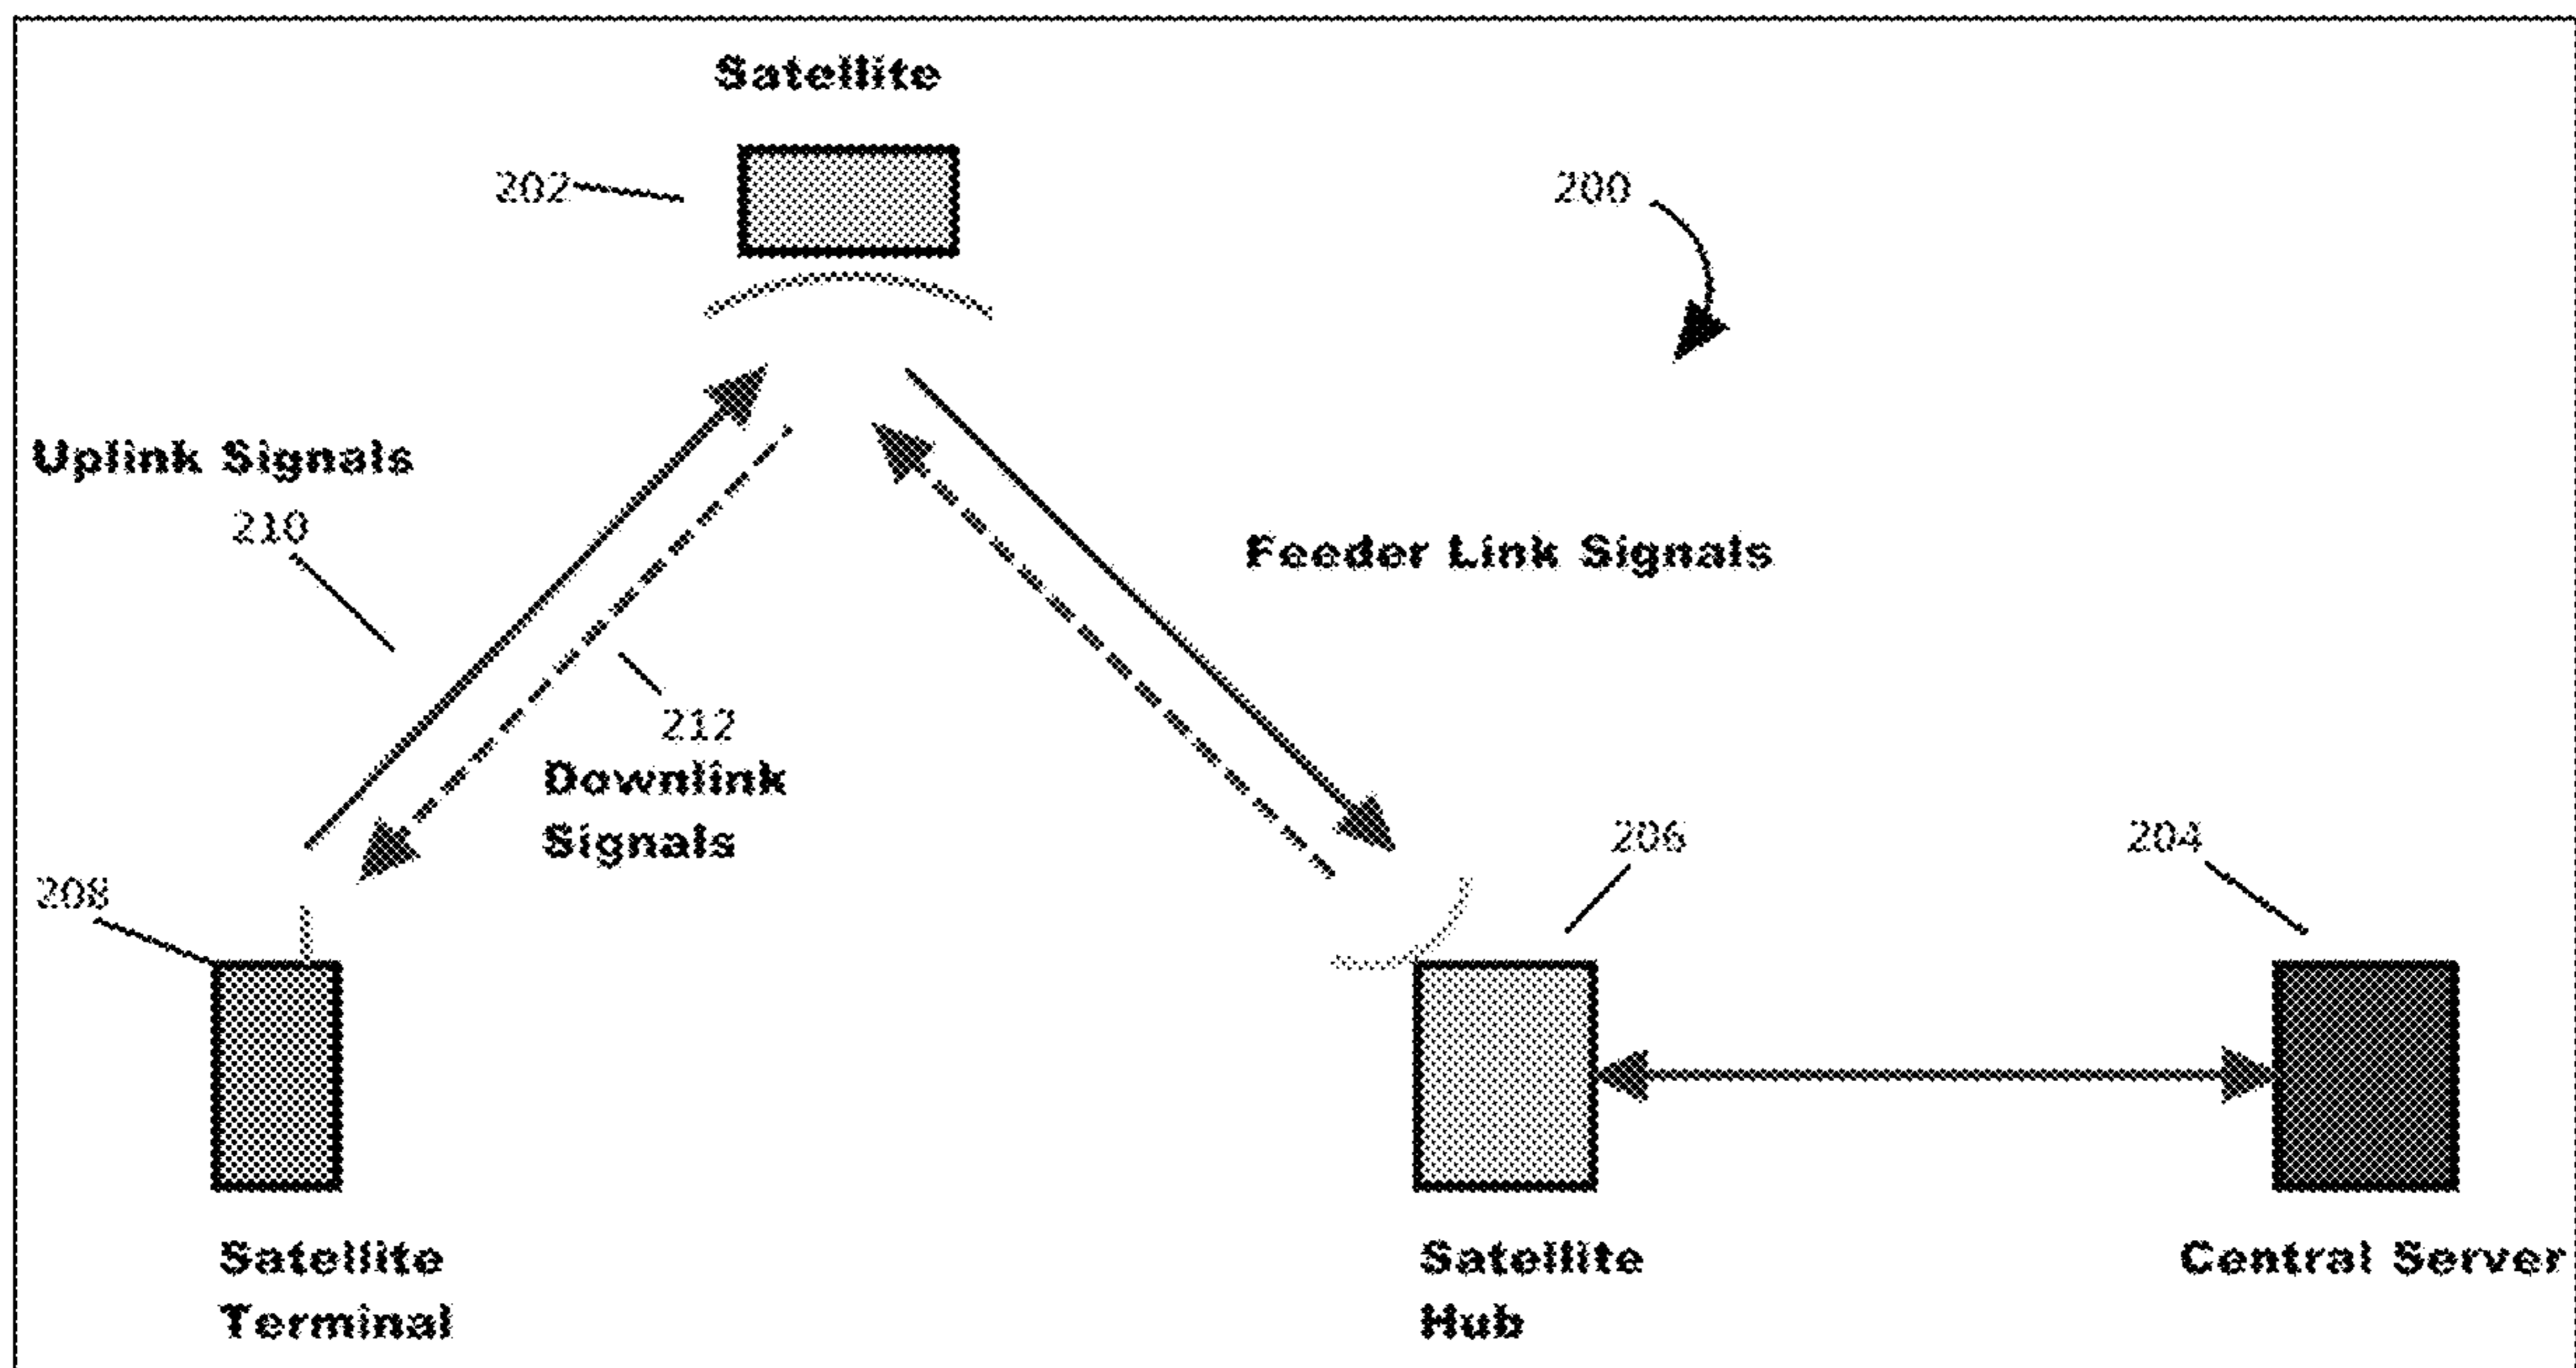 Satellite
202
200
Uplink Signals
210
Feeder Link Signals
212
Downlink
Signals
208
206
204
Satellite
Terminal
Satellite
Hub
Central Server